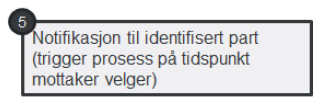 5
Notifikasjon til identifisert part
(trigger prosess på tidspunkt
mottaker velger)